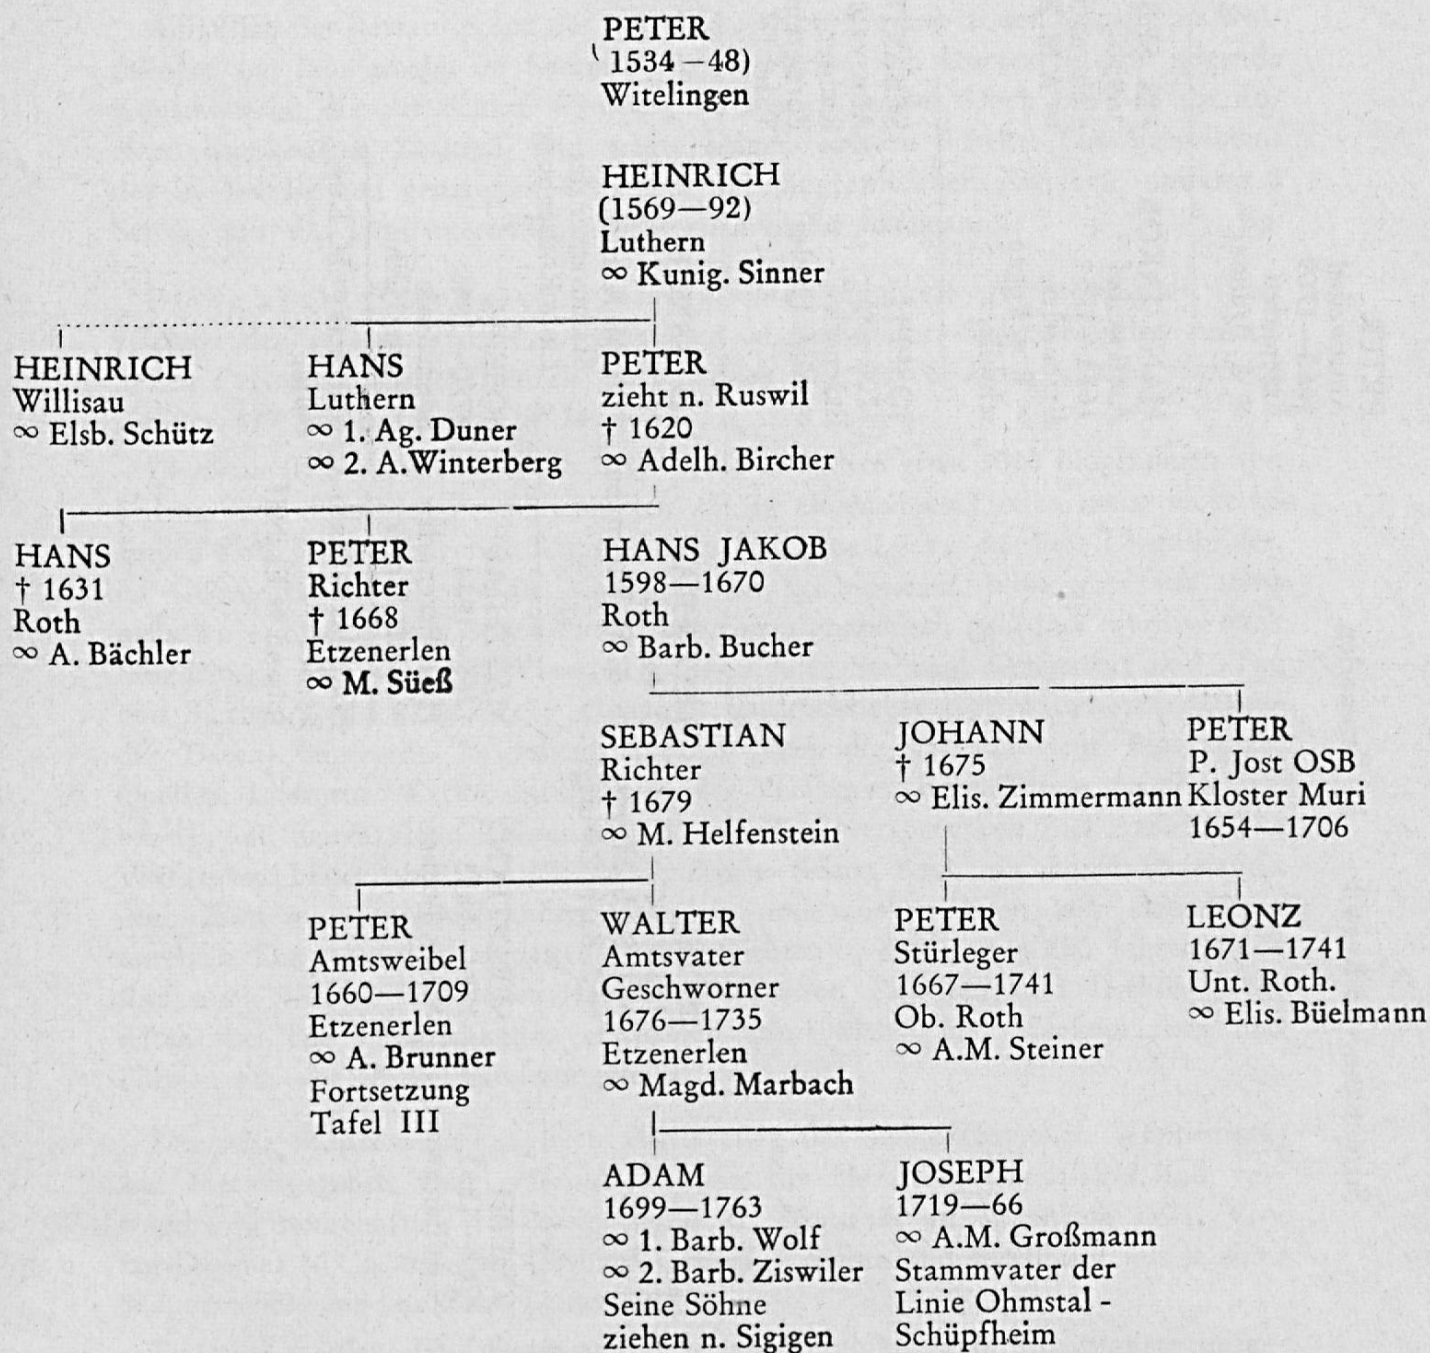 PETER
(1534—48)
Witelingen
HEINRICH
(1569—92)
Luthern
∞ Kunig. Sinner
HEINRICH
Willisau
∞ Elsb. Schütz
HANS
Luthern
∞ 1. Ag. Duner
∞ 2. A.Winterberg
PETER
zieht n. Ruswil
† 1620
∞ Adelh. Bircher
HANS
† 1631
Roth
∞ A. Bächler
PETER
Richter
† 1668
Etzenerlen
∞ M. Süeß
HANS JAKOB
1598—1670
Roth
∞ Barb. Bucher
SEBASTIAN
Richter
† 1679
∞ M. Helfenstein
JOHANN
† 1675
∞ Elis. Zimmermann
PETER
P. Jost OSB
Kloster Muri
1654—1706
PETER
Amtsweibel
1660—1709
Etzenerlen
∞ A. Brunner
Fortsetzung
Tafel III
WALTER
Amtsvater
Geschworner
1676—1735
Etzenerlen
∞ Magd. Marbach
PETER
Stürleger
1667—1741
Ob. Roth
∞ A.M. Steiner
LEONZ
1671—1741
Unt. Roth.
∞ Elis. Büelmann
ADAM
1699—1763
∞ 1. Barb. Wolf
∞ 2. Barb. Ziswiler
Seine Söhne
ziehen n. Sigigen
JOSEPH
1719—66
∞ A.M. Großmann
Stammvater der
Linie Ohmstal -
Schüpfheim